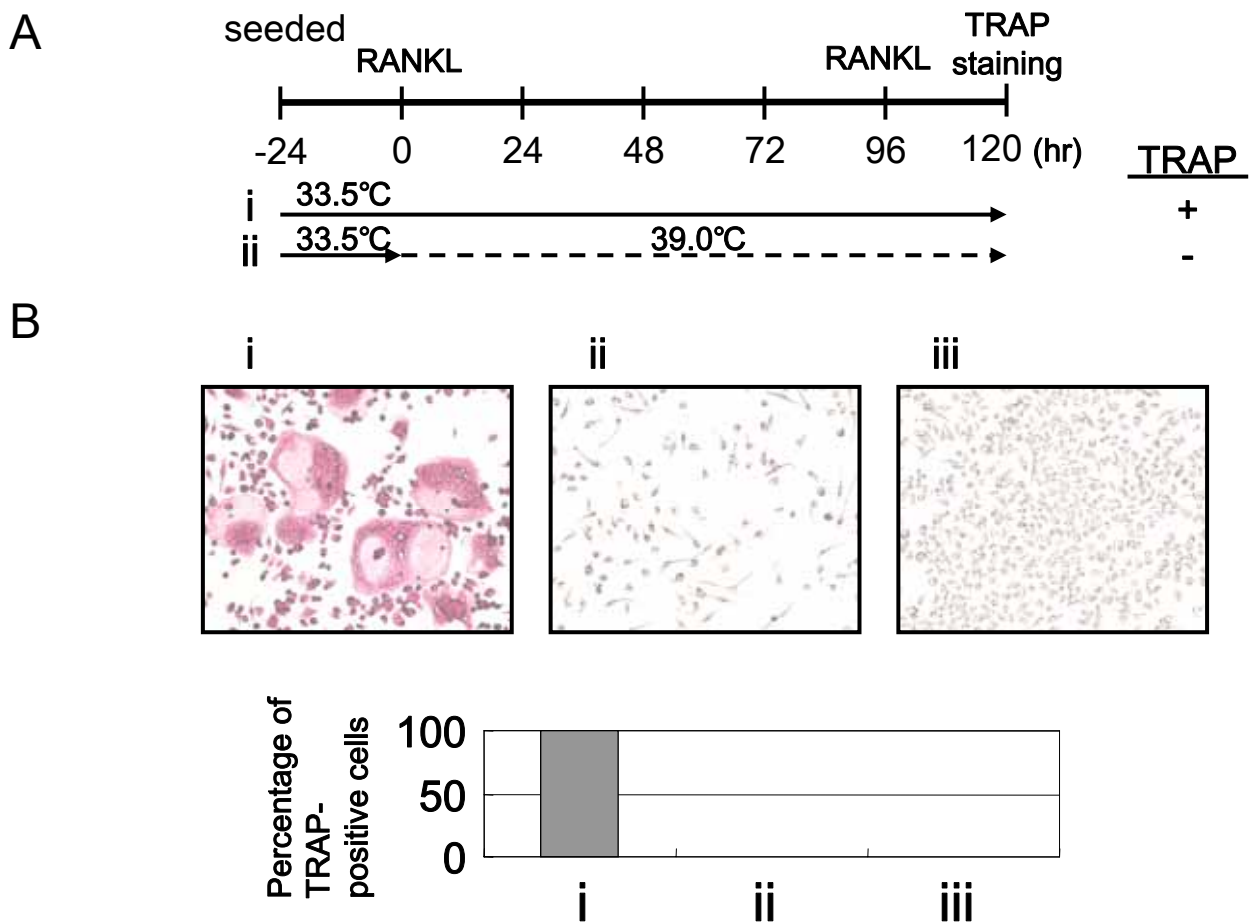 A
seeded
RANKL
RANKL
TRAP
staining
-24 0 24 48 72 96 120 (hr)
TRAP
i 33.5℃ +
ii 33.5℃ 39.0℃ -
B
i ii iii
Percentage of
TRAP-
positive cells
100
50
0
i ii iii